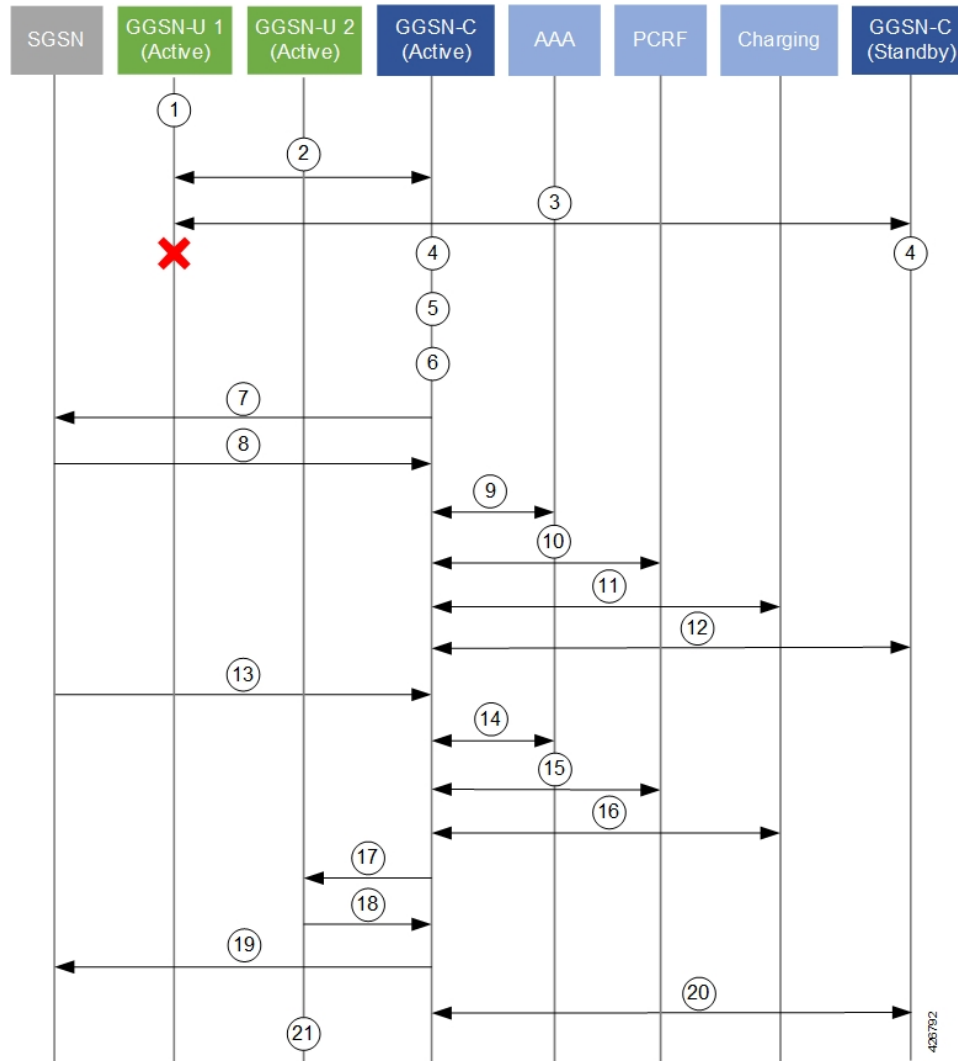 SGSN
GGSN-U 1
(Active)
GGSN-U 2
(Active)
GGSN-C
(Active)
AAA
PCRF
Charging
GGSN-C
(Standby)
1
2
3
4
4
5
6
7
8
9
10
11
12
13
14
15
16
17
18
19
20
21
426792